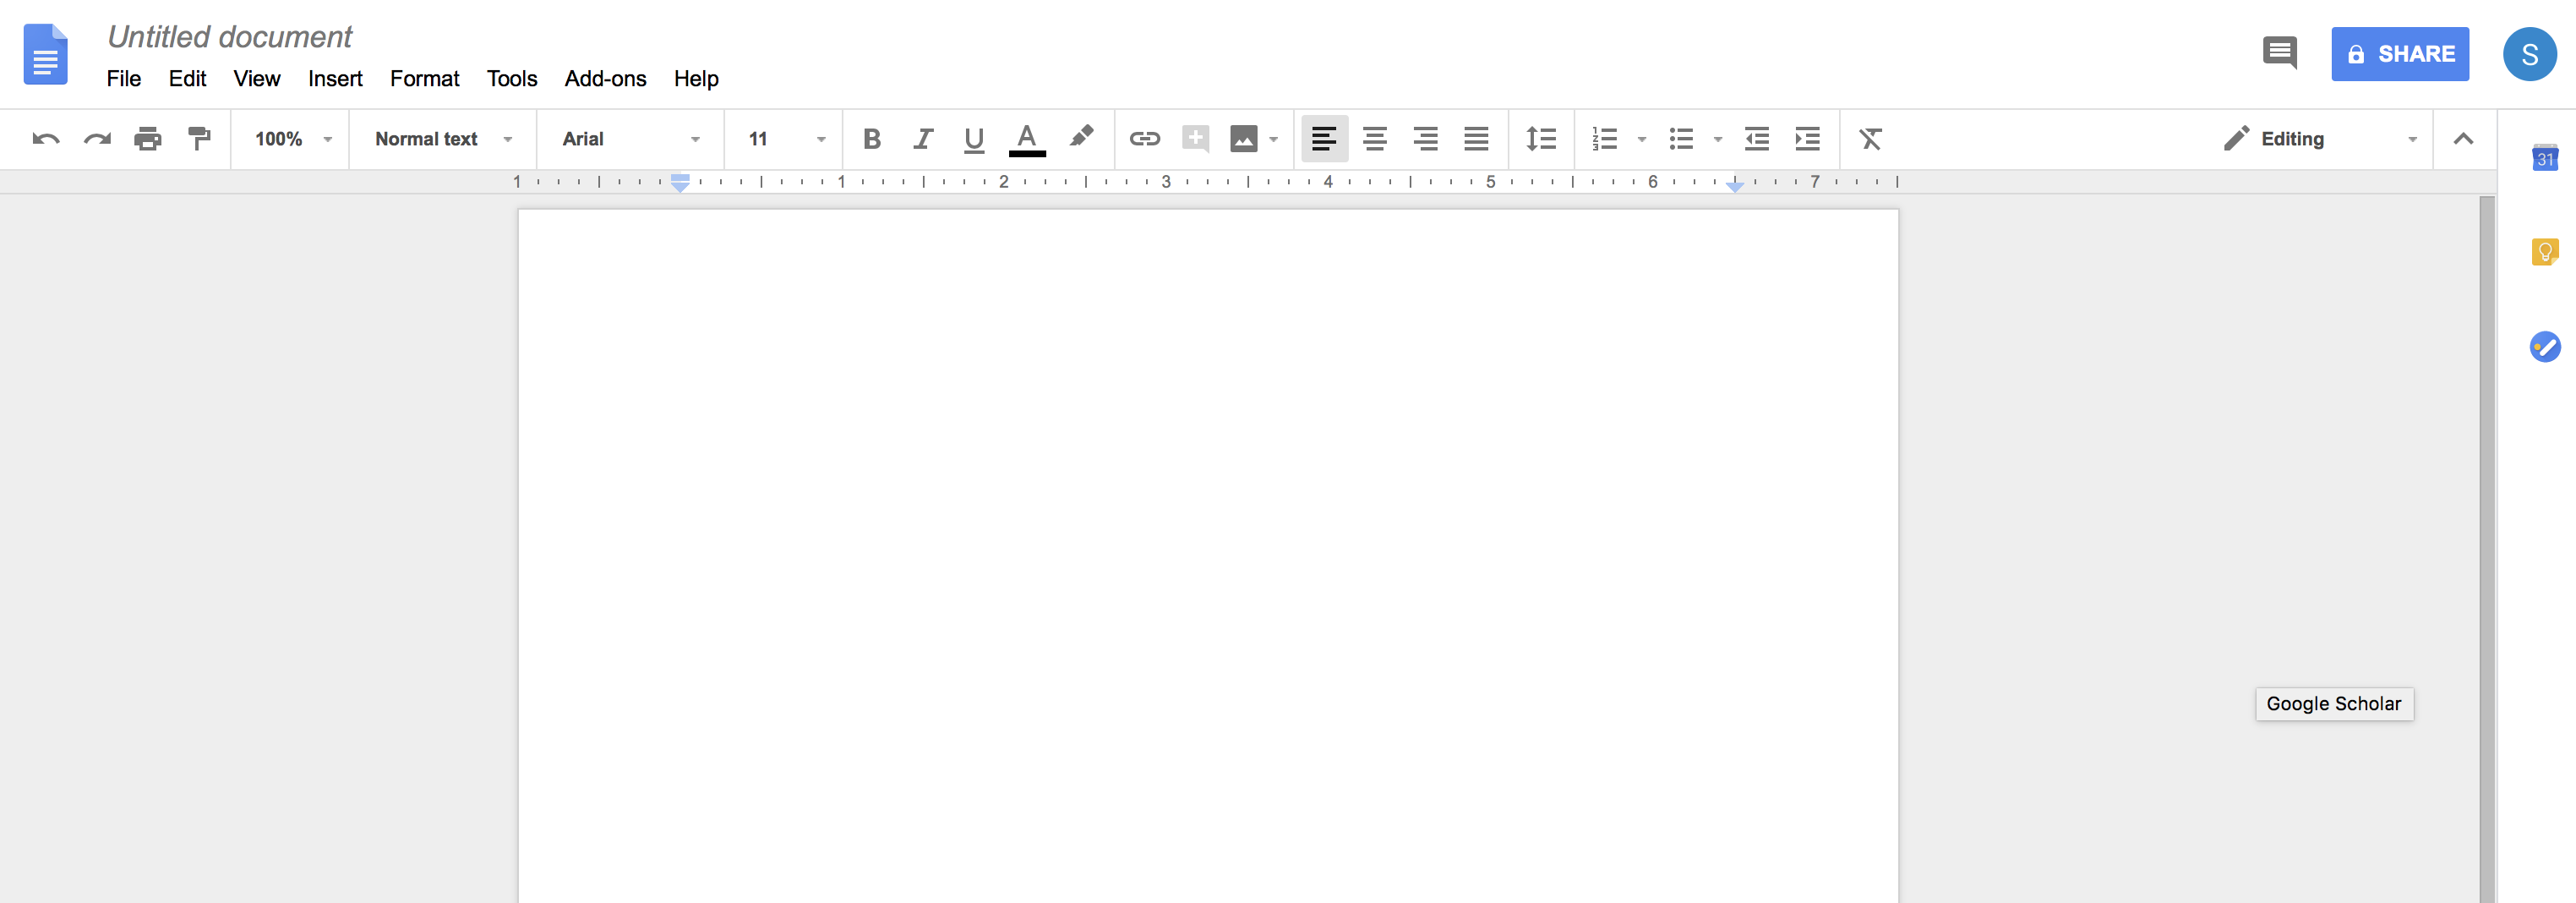 Untitled document
File Edit View Insert Format Tools Add-ons Help
SHARE
S
100% Normal text Arial 11 B I U A Editing
31
1 1 2 3 4 5 6 7
Google Scholar